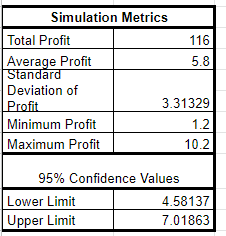 Simulation Metrics
Total Profit 116
Average Profit 5.8
Standard
Deviation of
Profit 3.31329
Minimum Profit 1.2
Maximum Profit 10.2
95% Confidence Values
Lower Limit 4.58137
Upper Limit 7.01863